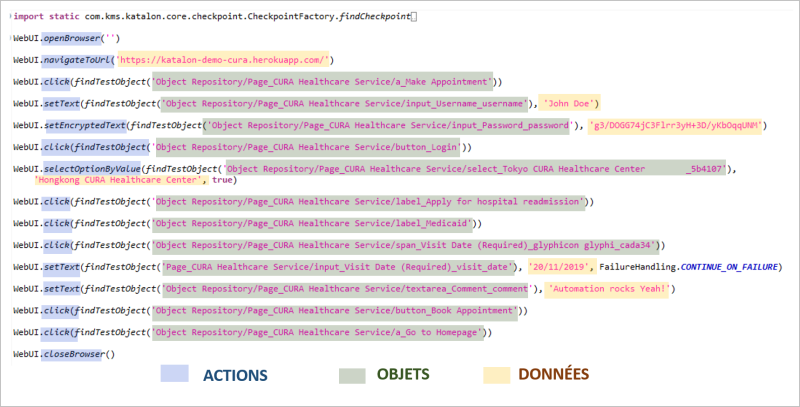 import static com.kms.katalon.core.checkpoint.CheckpointFactory.findCheckpoint
WebUI.openBrowser('')
WebUI.navigateToUrl('https://katalon-demo-cura.herokuapp.com/')
WebUI.click(findTestObject('Object Repository/Page_CURA Healthcare Service/a_Make Appointment'))
WebUI.setText(findTestObject('Object Repository/Page_CURA Healthcare Service/input_Username_username'), 'John Doe')
WebUI.setEncryptedText(findTestObject('Object Repository/Page_CURA Healthcare Service/input_Password_password'), 'g3/DOGG74jC3Flrr3yH+3D/yKbOqqUNM')
WebUI.click(findTestObject('Object Repository/Page_CURA Healthcare Service/button_Login'))
WebUI.selectOptionByValue(findTestObject('Object Repository/Page_CURA Healthcare Service/select_Tokyo CURA Healthcare Center       _5b4107'),
'Hongkong CURA Healthcare Center', true)
WebUI.click(findTestObject('Object Repository/Page_CURA Healthcare Service/label_Apply for hospital readmission'))
WebUI.click(findTestObject('Object Repository/Page_CURA Healthcare Service/label_Medicaid'))
WebUI.click(findTestObject('Object Repository/Page_CURA Healthcare Service/span_Visit Date (Required)_glyphicon glyphi_cada34'))
WebUI.setText(findTestObject('Page_CURA Healthcare Service/input_Visit Date (Required)_visit_date'), '20/11/2019', FailureHandling.CONTINUE_ON_FAILURE)
WebUI.setText(findTestObject('Object Repository/Page_CURA Healthcare Service/textarea_Comment_comment'), 'Automation rocks Yeah!')
WebUI.click(findTestObject('Object Repository/Page_CURA Healthcare Service/button_Book Appointment'))
WebUI.click(findTestObject('Object Repository/Page_CURA Healthcare Service/a_Go to Homepage'))
WebUI.closeBrowser()
ACTIONS OBJETS DONNÉES